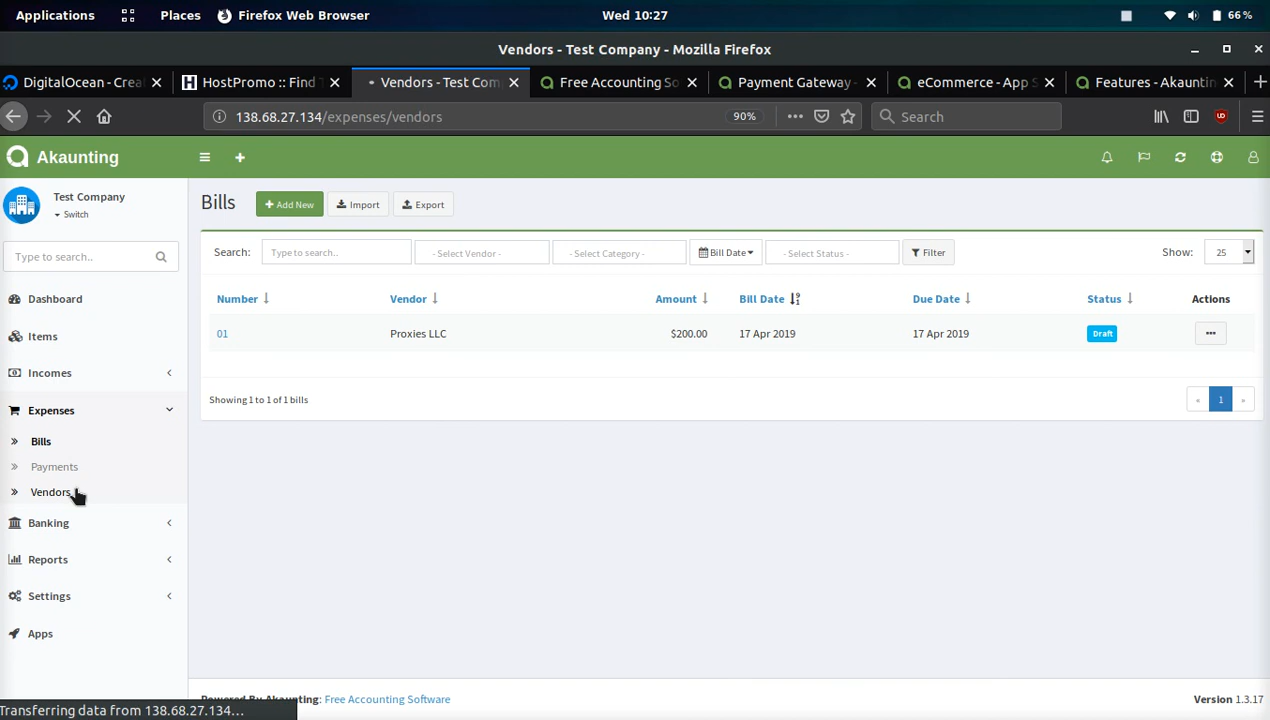 Applications Places Firefox Web Browser Wed 10:27 66 %
Vendors - Test Company - Mozilla Firefox
DigitalOcean - Crea HostPromo :: Find T Vendors - Test Com Free Accounting So Payment Gateway - eCommerce - App S Features - Akauntin
138.68.27.134/expenses/vendors 90% Search
Akaunting
Test Company
Switch
Bills Add New Import Export
Type to search.. 
Search: Type to search.. - Select Vendor - - Select Category - Bill Date - Select Status - Filter Show: 25
Dashboard
Number Vendor Amount Bill Date Due Date Status Actions
Items
01 Proxies LLC $200.00 17 Apr 2019 17 Apr 2019 Draft
Incomes
Showing 1 to 1 of 1 bills « 1 »
Expenses
Bills
Payments
Vendors
Banking
Reports
Settings
Apps
Powered By Akaunting: Free Accounting Software Version 1.3.17
Transferring data from 138.68.27.134...